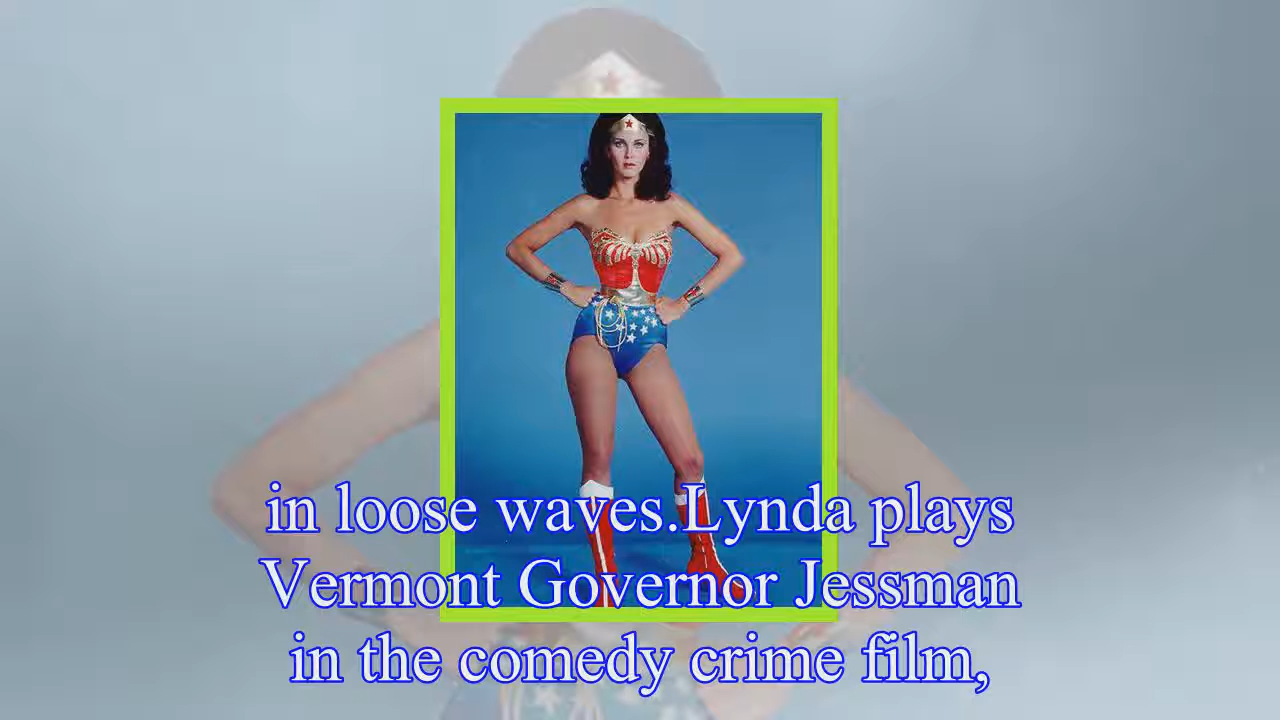 in loose waves.Lynda plays
Vermont Governor Jessman
in the comedy crime film,